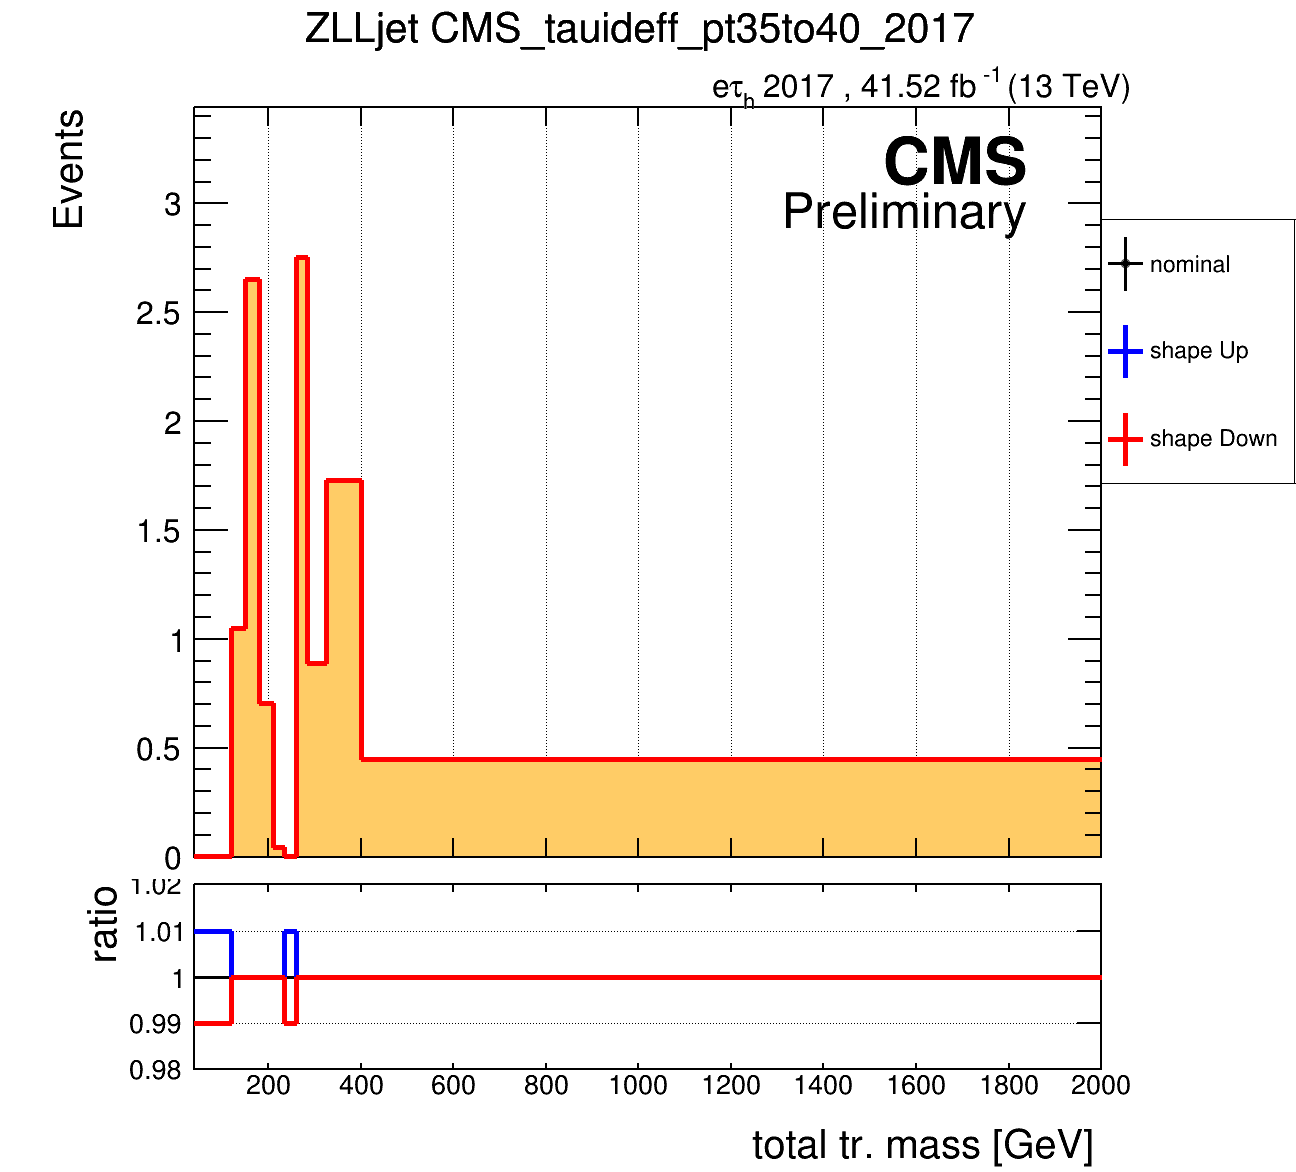 ZLLjet CMS_tauideff_pt35to40_2017
eτh 2017 , 41.52 fb -1 (13 TeV)
Events
CMS
Preliminary
3
2.5
2
1.5
1
0.5
0
nominal
shape Up
shape Down
ratio
1.02
1.01
1
0.99
0.98
200 400 600 800 1000 1200 1400 1600 1800 2000
total tr. mass [GeV]